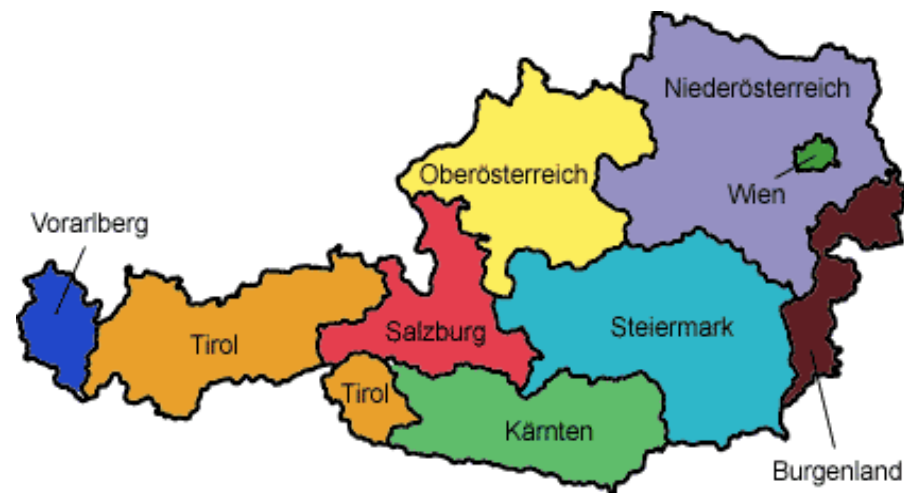 Niederösterreich
Oberösterreich
Wien
Vorarlberg
Steiermark
Salzburg
Tirol
Tirol
Kärnten
Burgenland